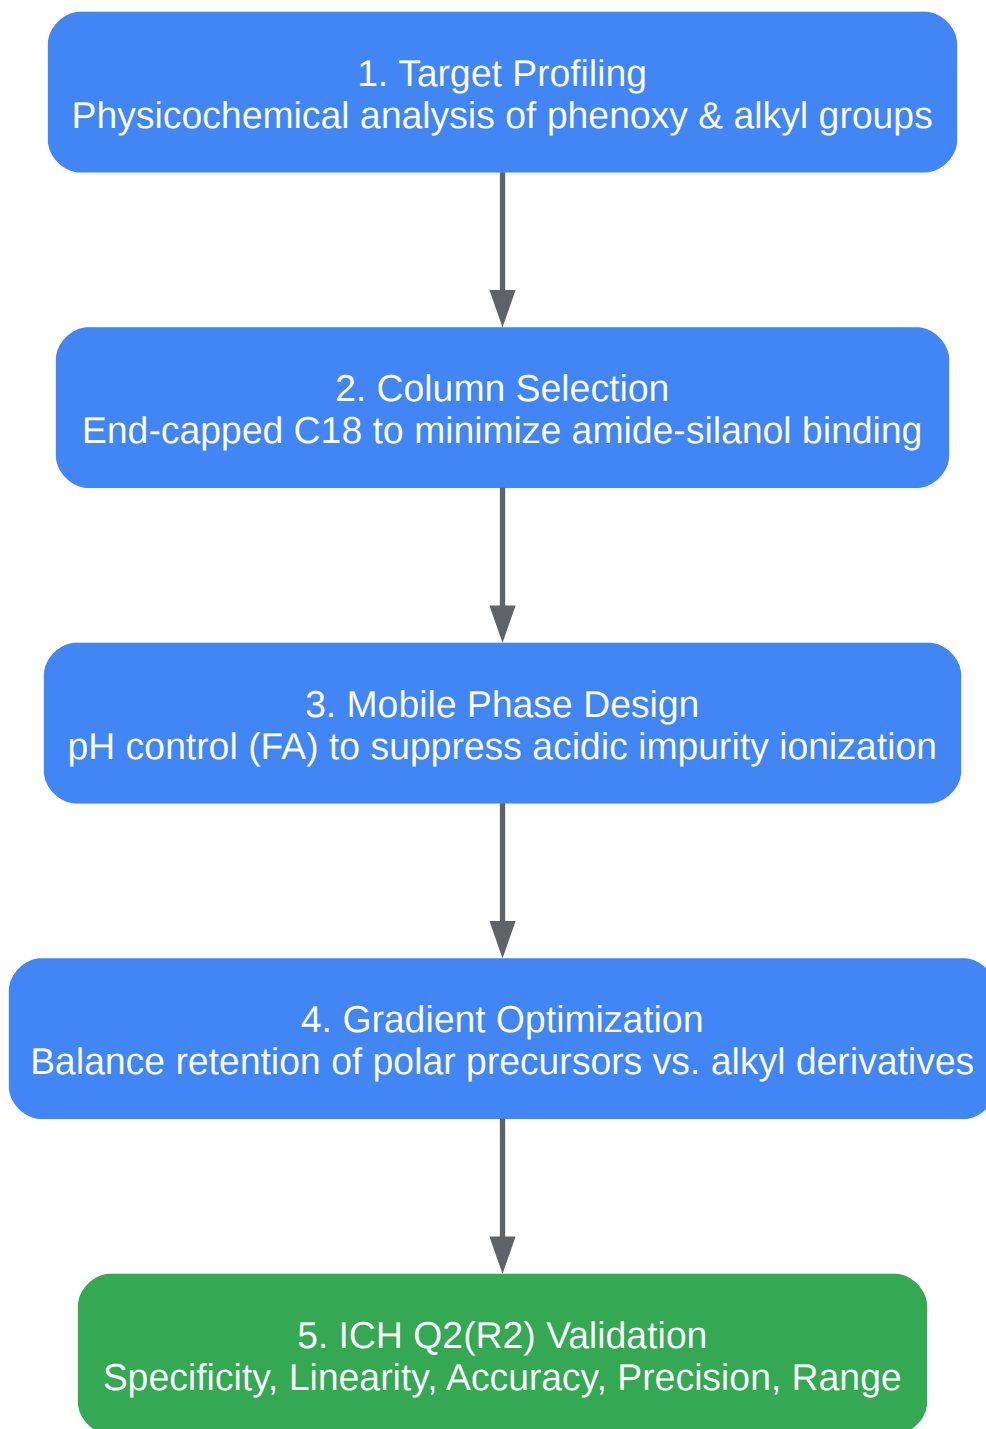 1. Target Profiling
Physicochemical analysis of phenoxy & alkyl groups
2. Column Selection
End-capped C18 to minimize amide-silanol binding
3. Mobile Phase Design
pH control (FA) to suppress acidic impurity ionization
4. Gradient Optimization
Balance retention of polar precursors vs. alkyl derivatives
5. ICH Q2(R2) Validation
Specificity, Linearity, Accuracy, Precision, Range